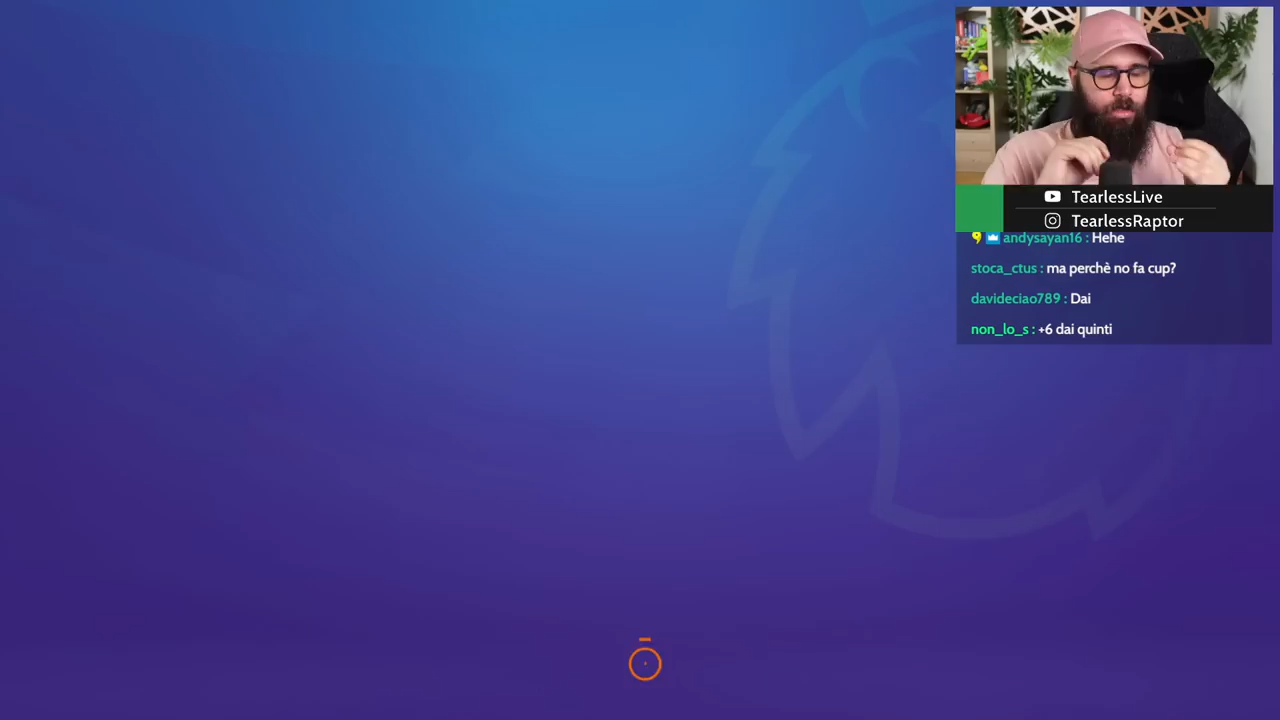 TearlessLive
TearlessRaptor
andysayan16 : Hehe
stoca_ctus : ma perchè no fa cup?
davideciao789 : Dai
non_lo_s : +6 dai quinti